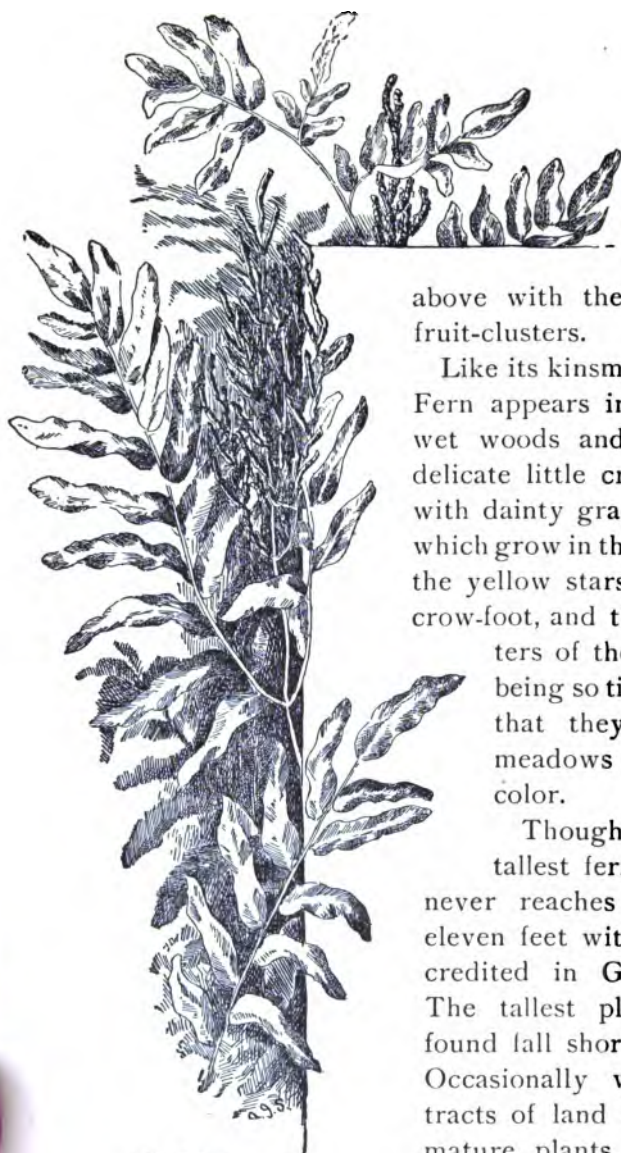 above with the
fruit-clusters.
Like its kinsm
Fern appears in
wet woods and
delicate little cr
with dainty gra
which grow in th
the yellow stars
crow-foot, and t
ters of the
being so ti
that they
meadows
color.
Though
tallest fer
never reaches
eleven feet wit
credited in G
The tallest pl
found fall shor
Occasionally
tracts of land
mature plants